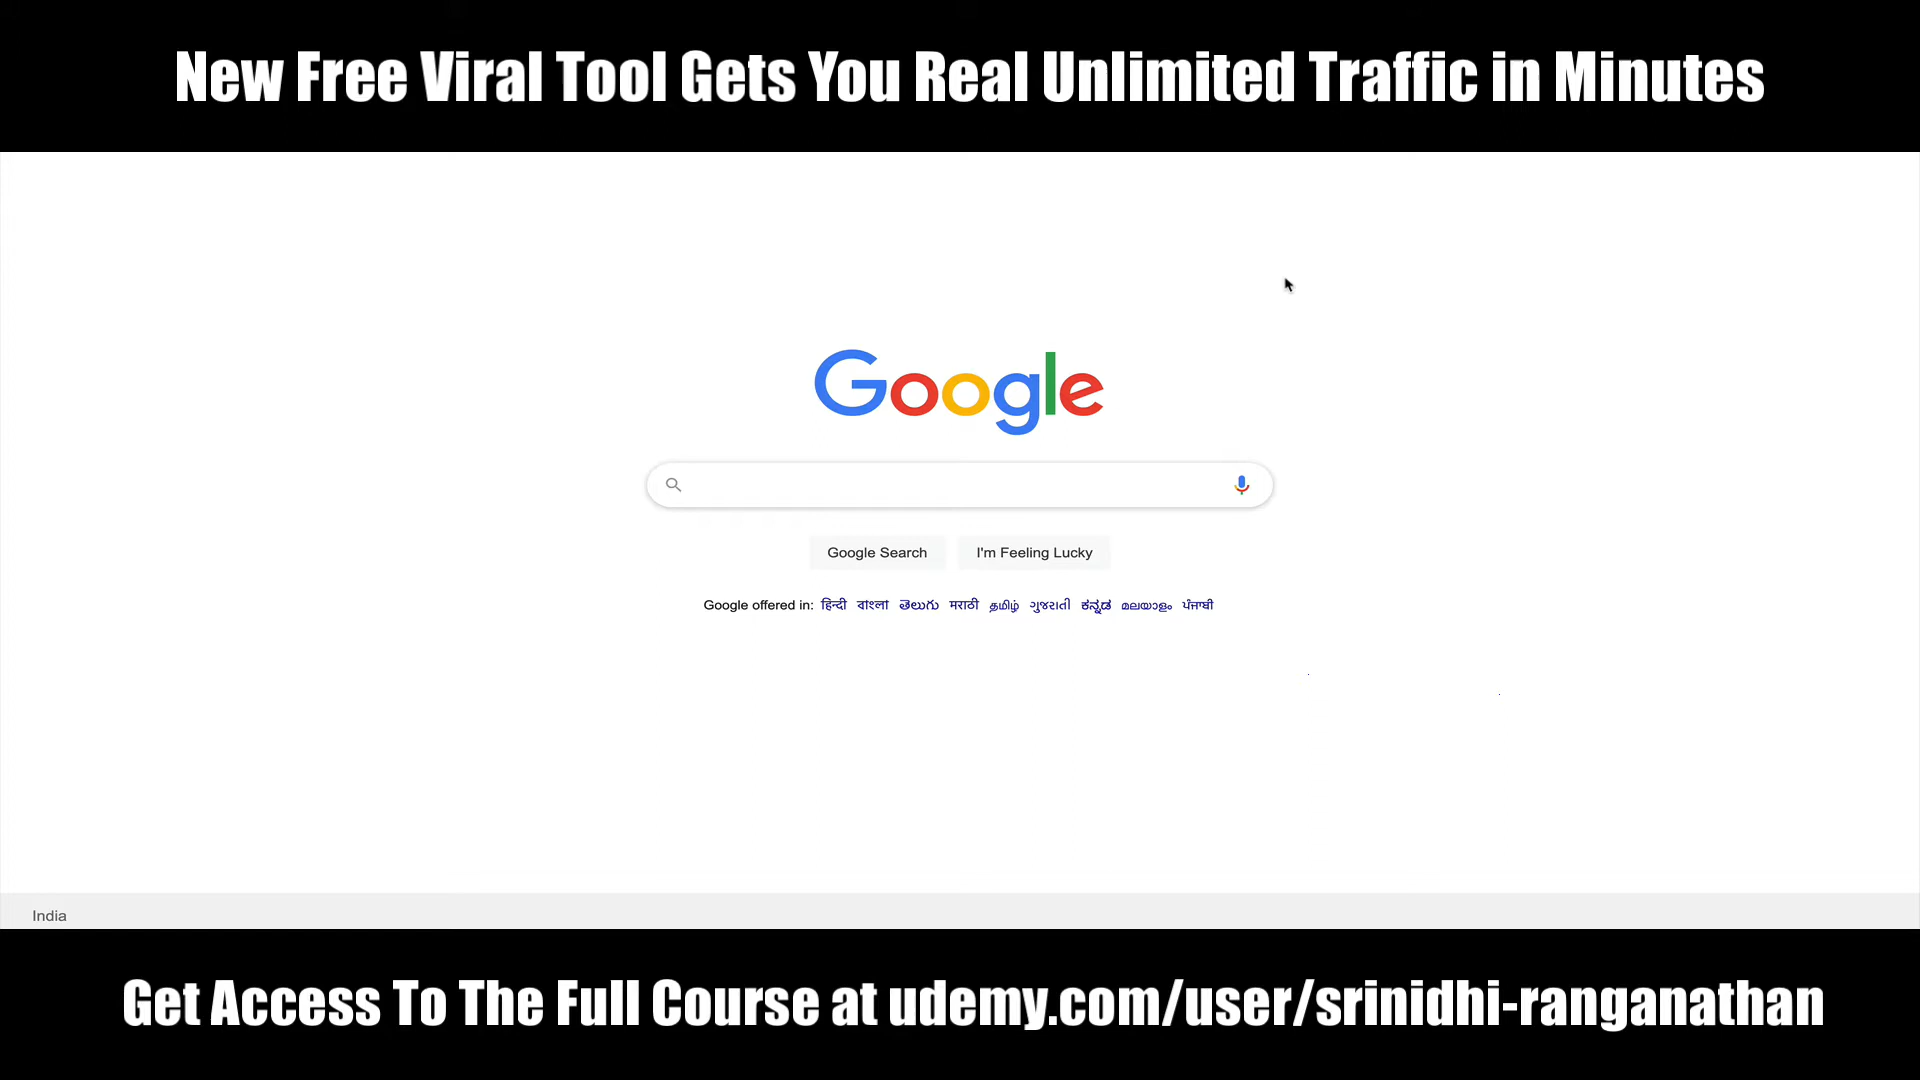 New Free Viral Tool Gets You Real Unlimited Traffic in Minutes
Google
Google Search I'm Feeling Lucky
Google offered in: हिन्दी বাংলা తెలుగు मराठी தமிழ் ગુજરાતી ಕನ್ನಡ മലയാളം ਪੰਜਾਬੀ
India
Get Access To The Full Course at udemy.com/user/srinidhi-ranganathan